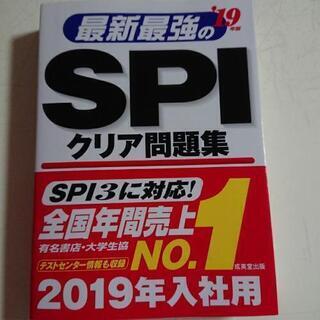 最新最強の
'19年版
SPI
クリア問題集
SPI3に対応!
全国年間売上
有名書店・大学生協
NO.1
テストセンター情報も収録
成美堂出版
2019年入社用